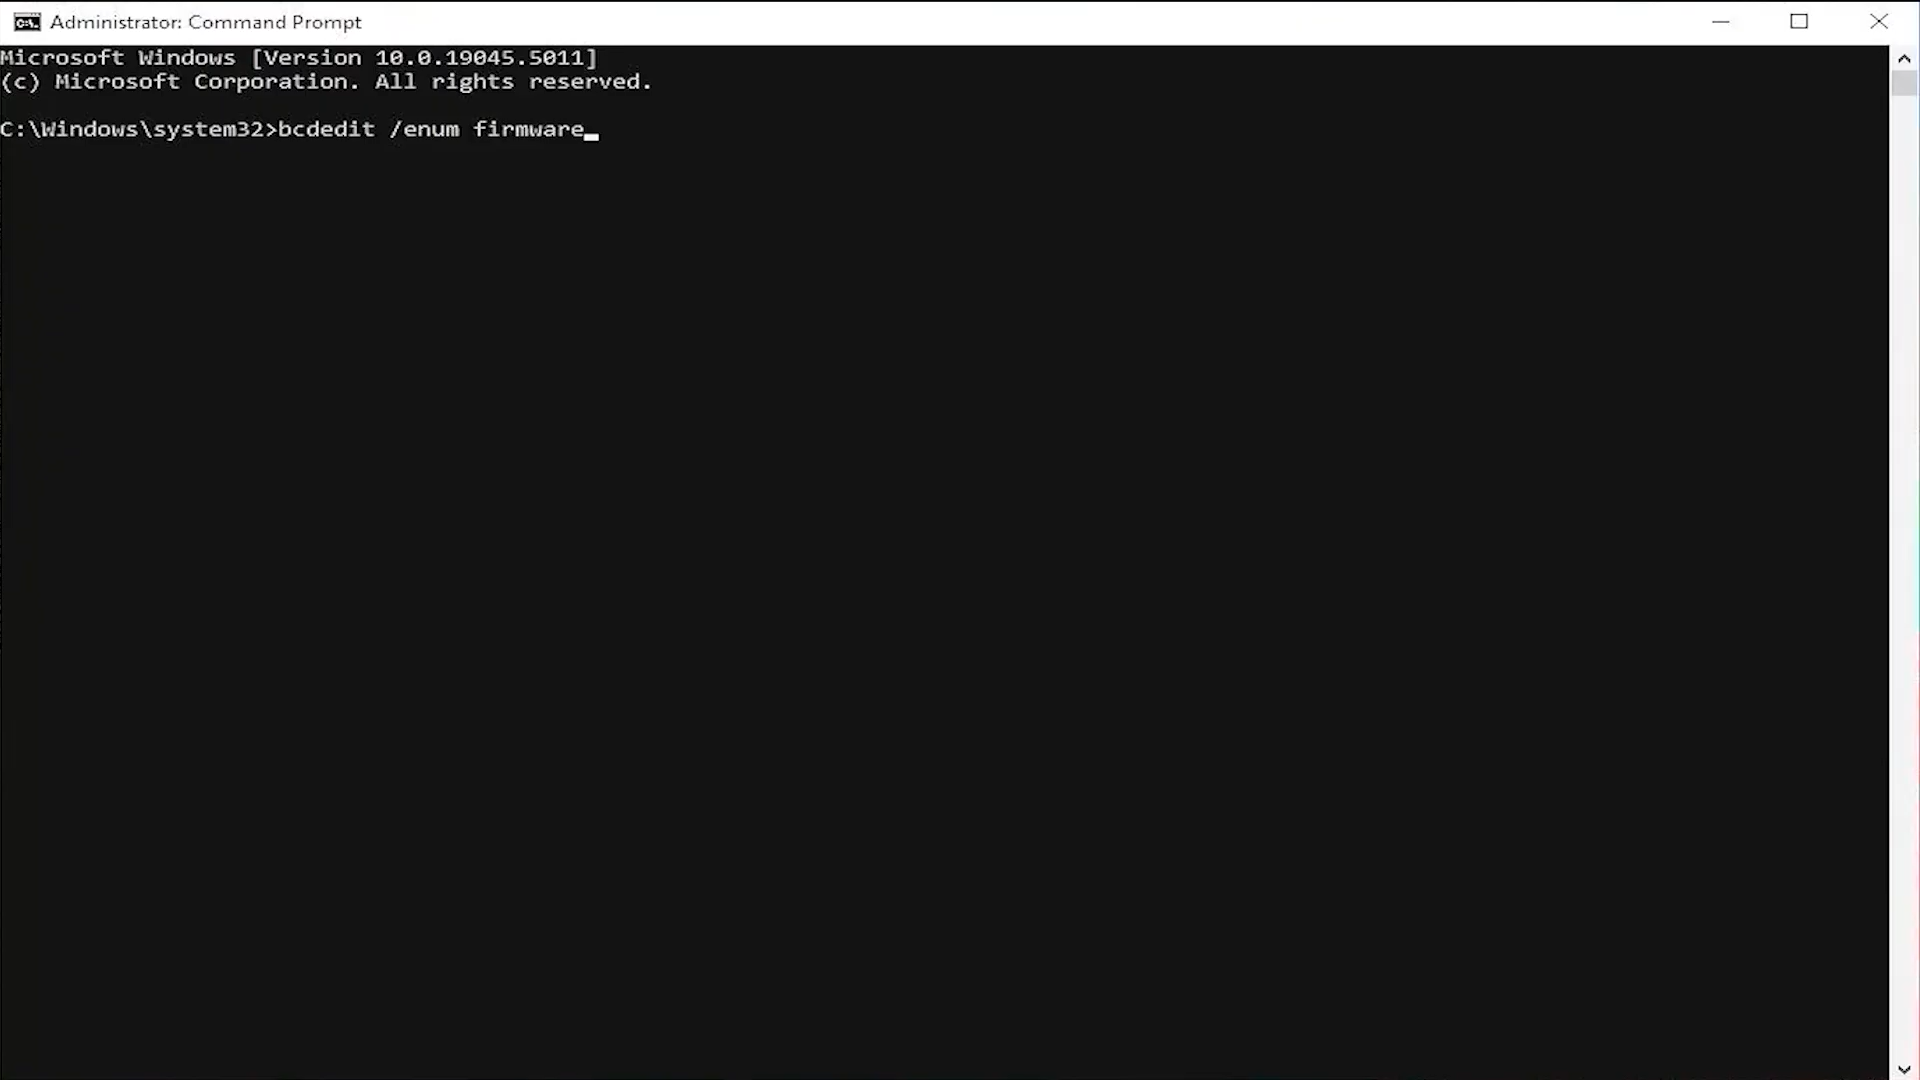 Administrator: Command Prompt
Microsoft Windows [Version 10.0.19045.5011]
(c) Microsoft Corporation. All rights reserved.
C:\Windows\system32>bcdedit /enum firmware